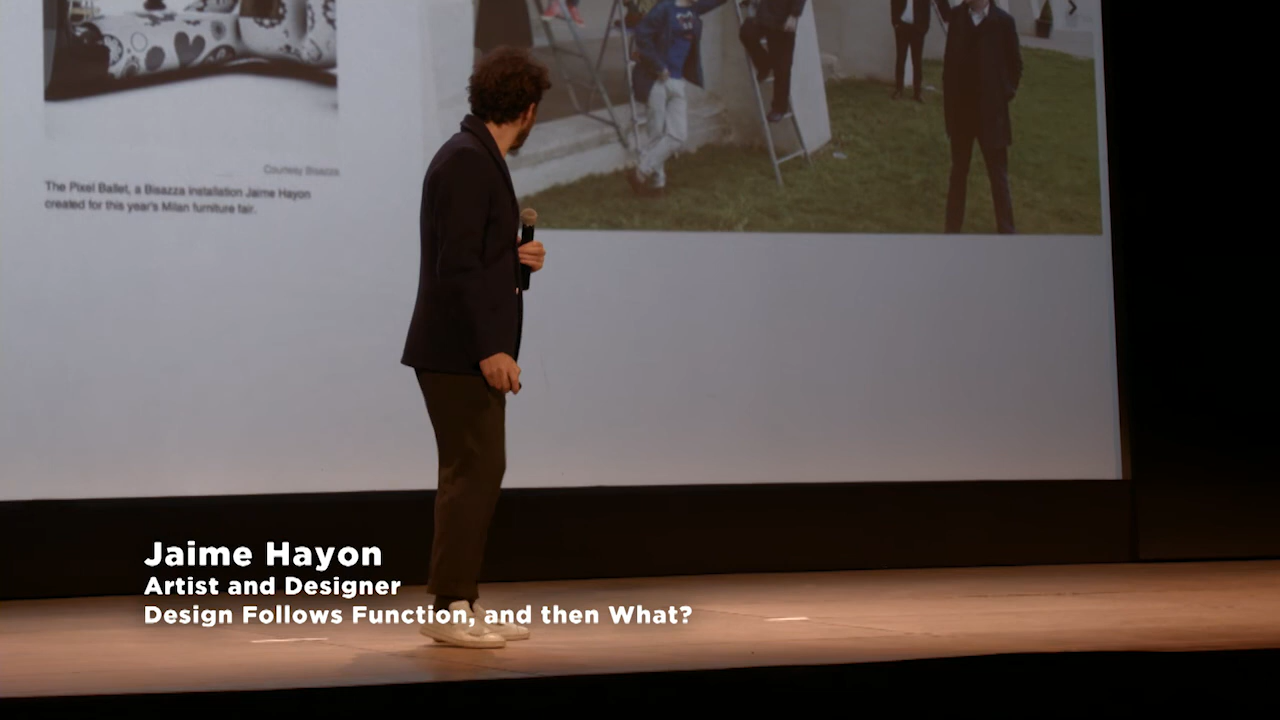 Courtesy Bisazza
The Pixel Ballet, a Bisazza installation Jaime Hayon
created for this year's Milan furniture fair.
Jaime Hayon
Artist and Designer
Design Follows Function, and then What?